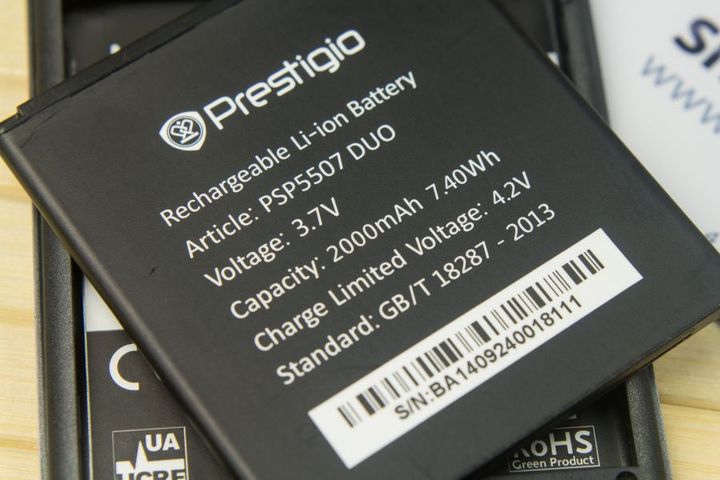 Prestigio
Rechargeable Li-ion Battery
Article: PSP5507 DUO
Voltage: 3.7V
Capacity: 2000mAh 7.40Wh
Charge Limited Voltage: 4.2V
Standard: GB/T 18287 - 2013
S/N:BA1409240018111
UA
RoHS
Green Product
www